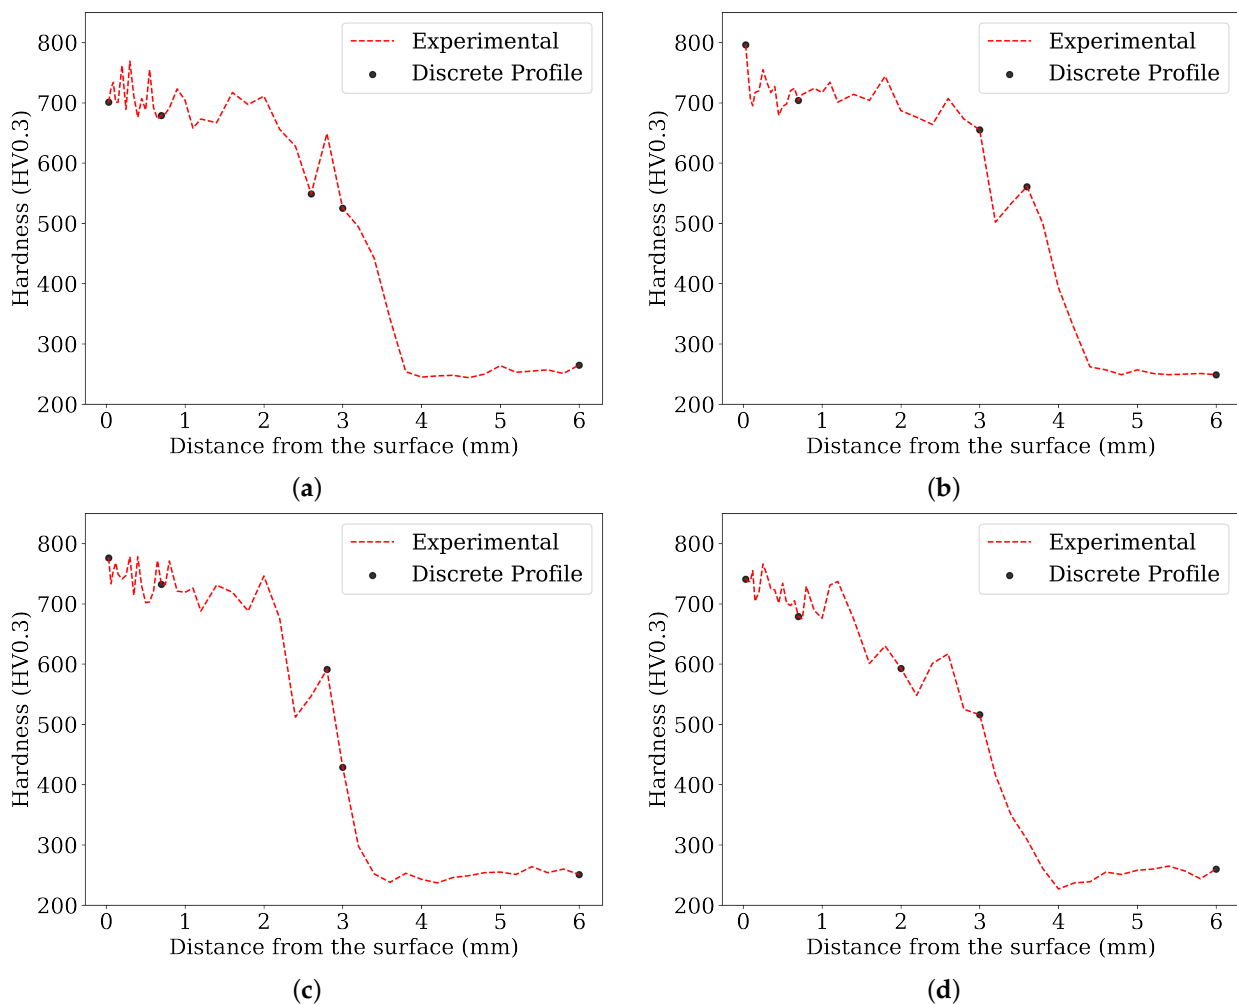 800
700
600
500
400
300
200
Hardness (HV0.3)
Experimental
Discrete Profile
0 1 2 3 4 5 6
Distance from the surface (mm)
(a)
800
700
600
500
400
300
200
Hardness (HV0.3)
Experimental
Discrete Profile
0 1 2 3 4 5 6
Distance from the surface (mm)
(b)
800
700
600
500
400
300
200
Hardness (HV0.3)
Experimental
Discrete Profile
0 1 2 3 4 5 6
Distance from the surface (mm)
(c)
800
700
600
500
400
300
200
Hardness (HV0.3)
Experimental
Discrete Profile
0 1 2 3 4 5 6
Distance from the surface (mm)
(d)